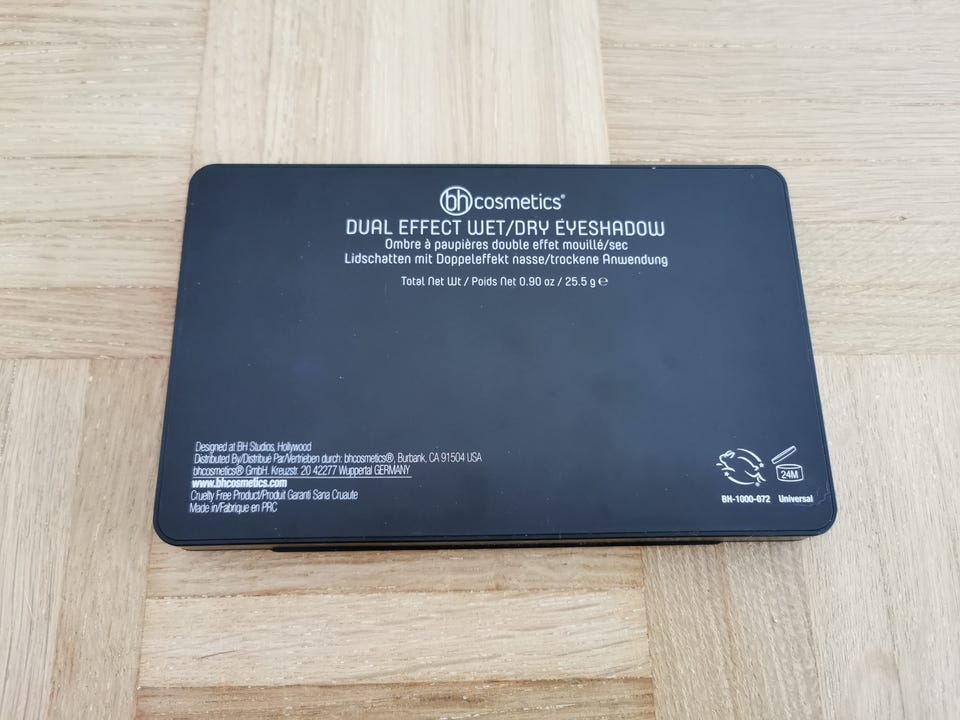 bhcosmetics®
DUAL EFFECT WET/DRY EYESHADOW
Ombre à paupières double effet mouillé/sec
Lidschatten mit Doppeleffekt nasse/trockene Anwendung
Total Net Wt / Poids Net 0.90 oz / 25.5 g ℮
Designed at BH Studios, Hollywood
Distributed By/Distribué Par/Vertrieben durch: bhcosmetics®, Burbank, CA 91504 USA
bhcosmetics® GmbH. Kreuzstr. 20 42277 Wuppertal GERMANY
www.bhcosmetics.com
Cruelty Free Product/Produit Garanti Sana Cruaute
Made in/Fabrique en PRC
24M
BH-1000-072 Universal